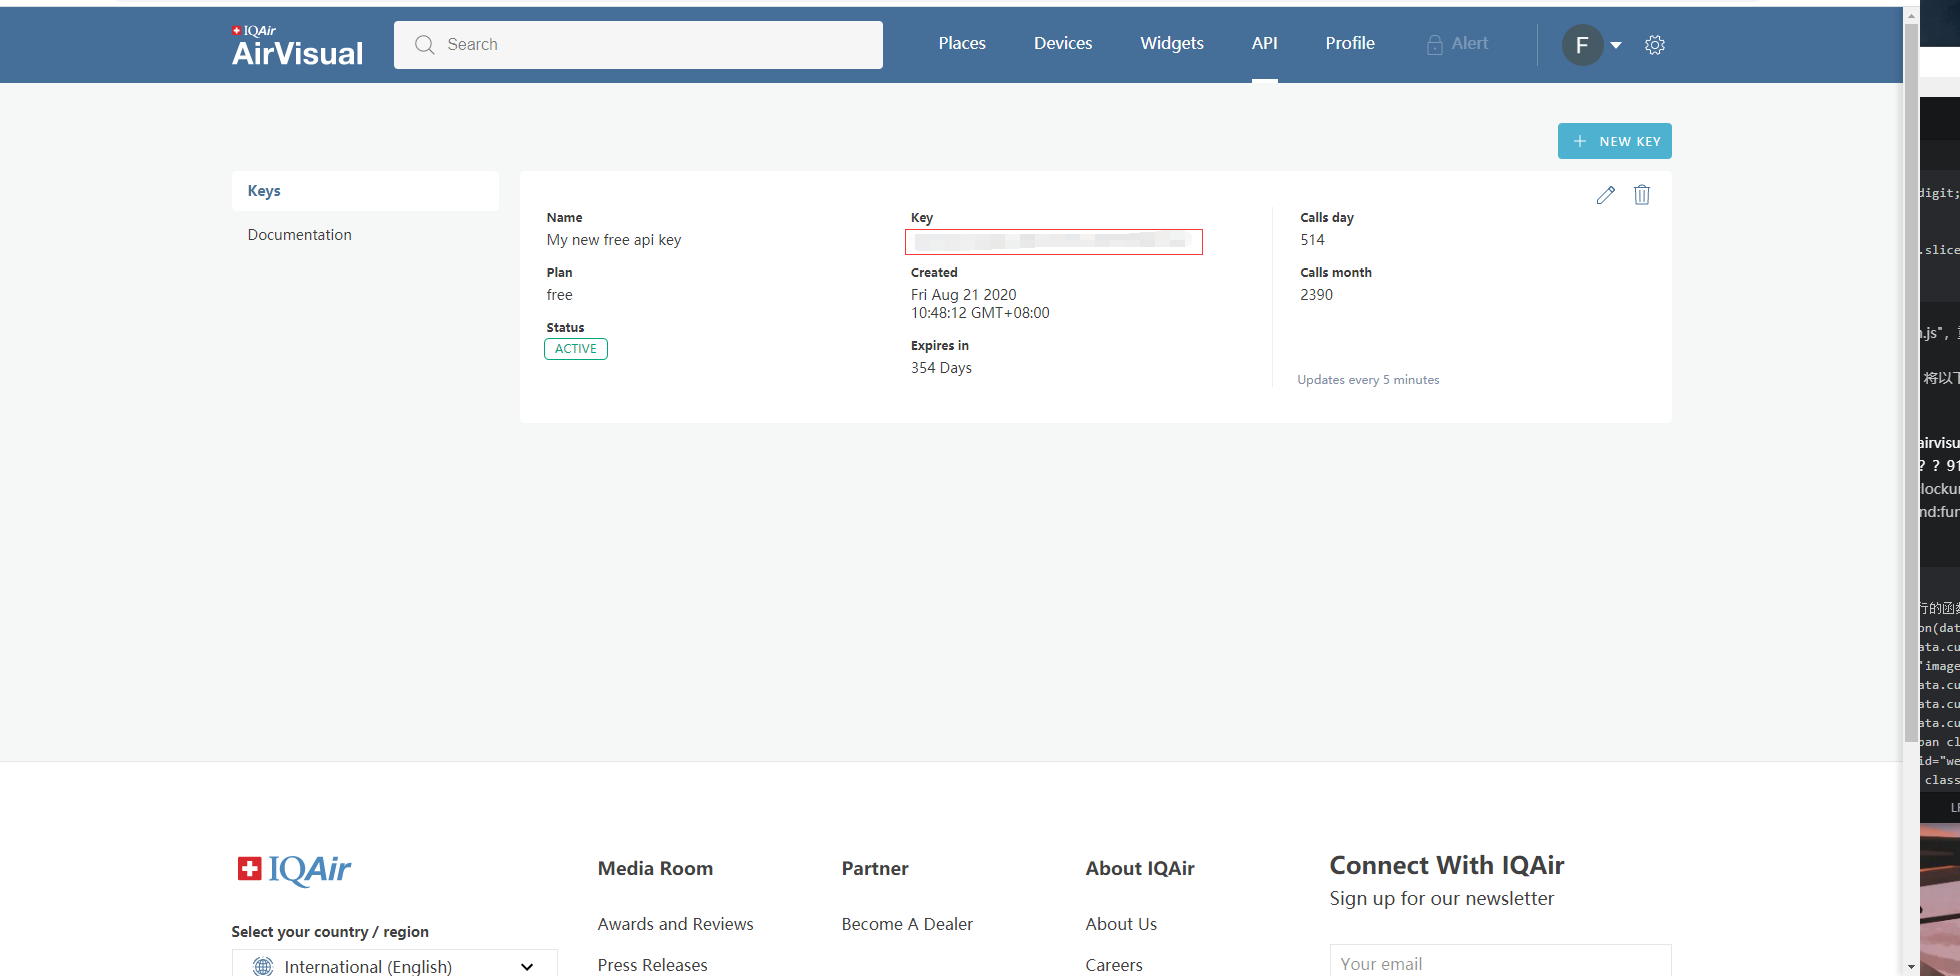 IQAir
AirVisual
Search
Places
Devices
Widgets
API
Profile
Alert
F
NEW KEY
Keys
Documentation
Name
My new free api key
Plan
free
Status
ACTIVE
Key
Created
Fri Aug 21 2020
10:48:12 GMT+08:00
Expires in
354 Days
Calls day
514
Calls month
2390
Updates every 5 minutes
IQAir
Select your country / region
International (English)
Media Room
Awards and Reviews
Press Releases
Partner
Become A Dealer
About IQAir
About Us
Careers
Connect With IQAir
Sign up for our newsletter
Your email
digit;
.slice
.js",
将以下
airvisu
? ? 91
lockur
nd:fur
行的函数
on(dat
ata.cu
'image
ata.cu
ata.cu
ata.cu
pan cl
id="we
class